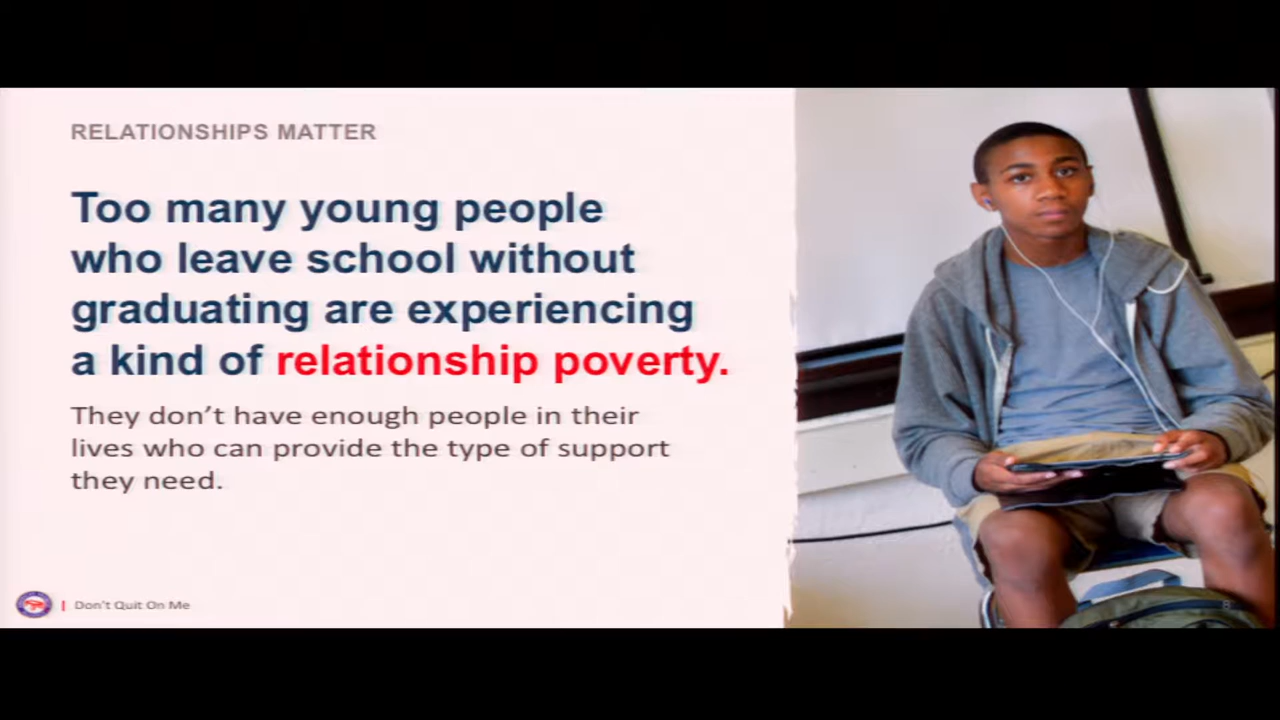 RELATIONSHIPS MATTER
Too many young people
who leave school without
graduating are experiencing
a kind of relationship poverty.
They don't have enough people in their
lives who can provide the type of support
they need.
| Don't Quit On Me
8